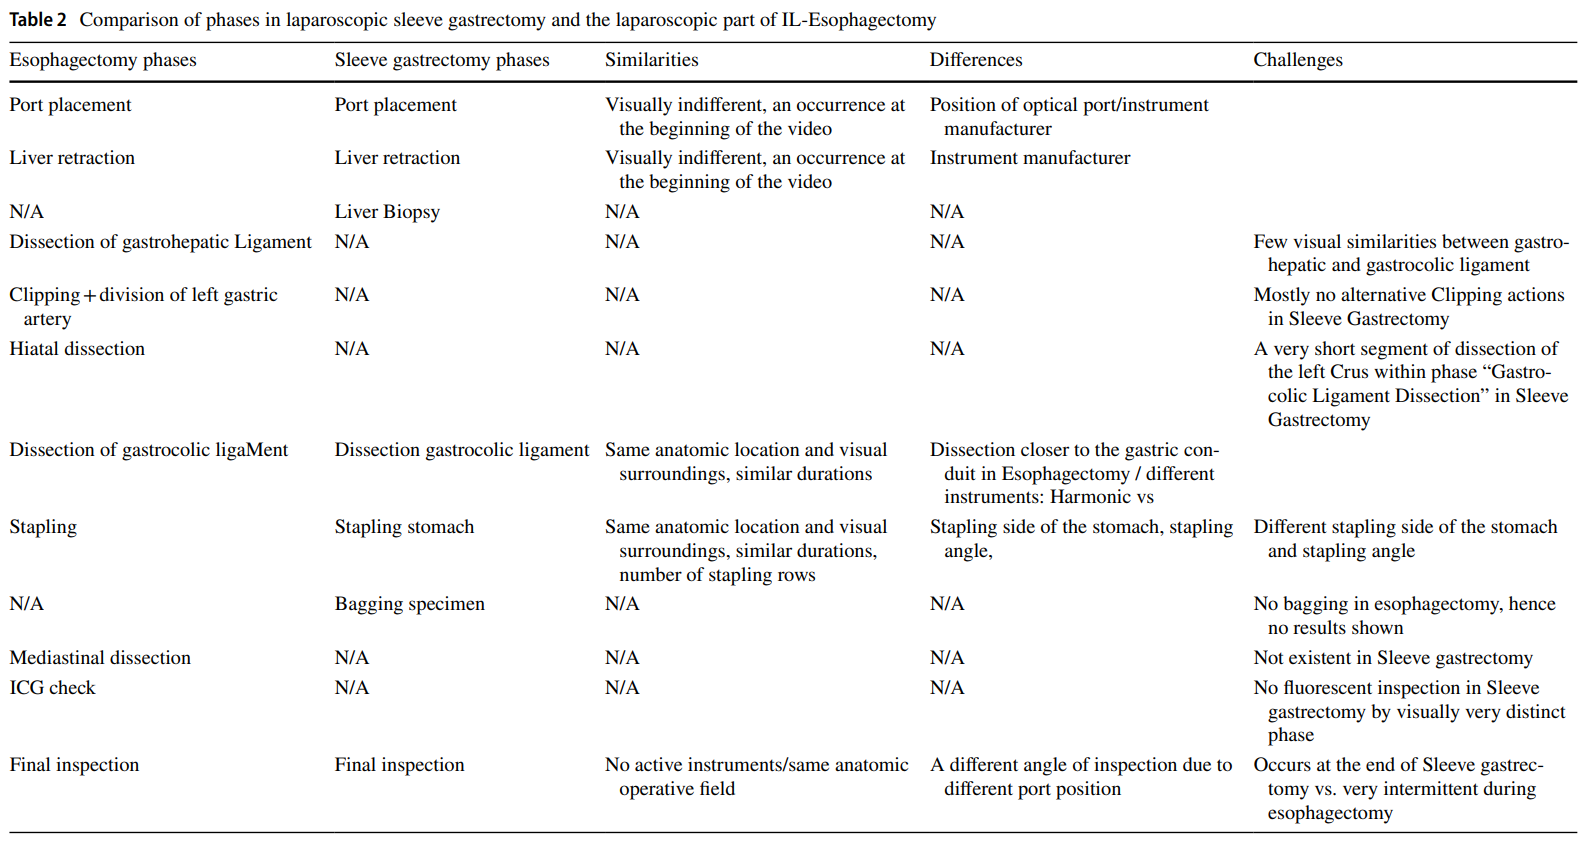 Table 2 Comparison of phases in laparoscopic sleeve gastrectomy and the laparoscopic part of IL-Esophagectomy
Esophagectomy phases Sleeve gastrectomy phases Similarities Differences Challenges
Port placement Port placement Visually indifferent, an occurrence at Position of optical port/instrument
the beginning of the video manufacturer
Liver retraction Liver retraction Visually indifferent, an occurrence at Instrument manufacturer
the beginning of the video
N/A Liver Biopsy N/A N/A
Dissection of gastrohepatic Ligament N/A N/A N/A Few visual similarities between gastro-
hepatic and gastrocolic ligament
Clipping + division of left gastric N/A N/A N/A Mostly no alternative Clipping actions
artery in Sleeve Gastrectomy
Hiatal dissection N/A N/A N/A A very short segment of dissection of
the left Crus within phase “Gastro-
colic Ligament Dissection” in Sleeve
Gastrectomy
Dissection of gastrocolic ligaMent Dissection gastrocolic ligament Same anatomic location and visual Dissection closer to the gastric con-
surroundings, similar durations duit in Esophagectomy / different
instruments: Harmonic vs
Stapling Stapling stomach Same anatomic location and visual Stapling side of the stomach, stapling Different stapling side of the stomach
surroundings, similar durations, angle, and stapling angle
number of stapling rows
N/A Bagging specimen N/A N/A No bagging in esophagectomy, hence
no results shown
Mediastinal dissection N/A N/A N/A Not existent in Sleeve gastrectomy
ICG check N/A N/A N/A No fluorescent inspection in Sleeve
gastrectomy by visually very distinct
phase
Final inspection Final inspection No active instruments/same anatomic A different angle of inspection due to Occurs at the end of Sleeve gastrec-
operative field different port position tomy vs. very intermittent during
esophagectomy